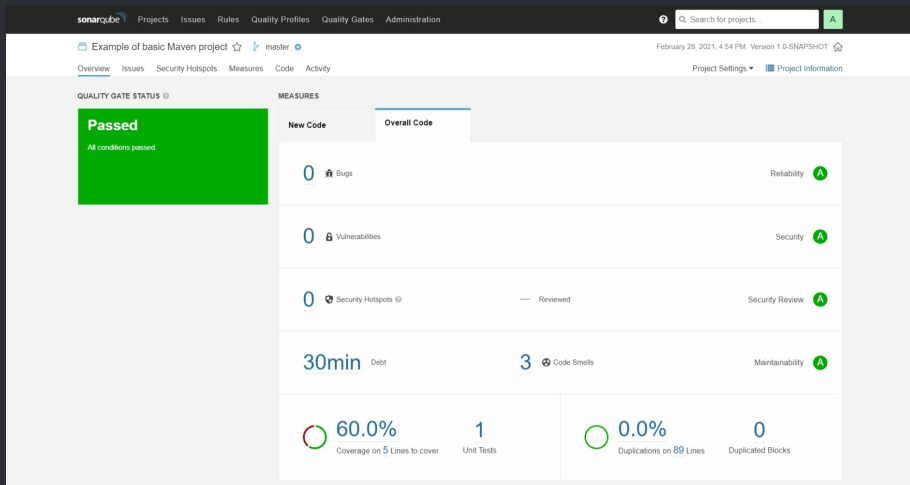 sonarqube Projects Issues Rules Quality Profiles Quality Gates Administration
Search for projects... A
Example of basic Maven project master
February 28, 2021, 4:54 PM Version 1.0-SNAPSHOT
Overview Issues Security Hotspots Measures Code Activity
Project Settings Project Information
QUALITY GATE STATUS
MEASURES
Passed
All conditions passed.
New Code
Overall Code
0 Bugs
Reliability A
0 Vulnerabilities
Security A
0 Security Hotspots
— Reviewed
Security Review A
30min Debt
3 Code Smells
Maintainability A
60.0%
Coverage on 5 Lines to cover
1
Unit Tests
0.0%
Duplications on 89 Lines
0
Duplicated Blocks